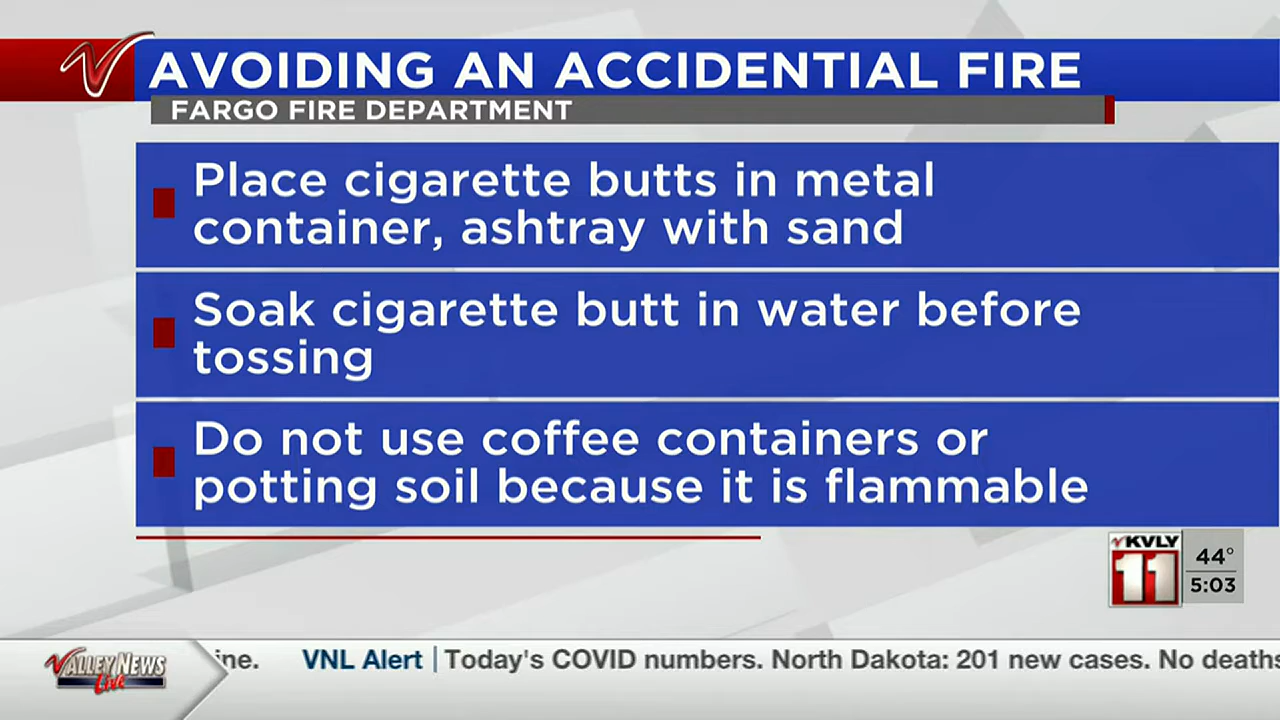 AVOIDING AN ACCIDENTIAL FIRE
FARGO FIRE DEPARTMENT
Place cigarette butts in metal
container, ashtray with sand
Soak cigarette butt in water before
tossing
Do not use coffee containers or
potting soil because it is flammable
KVLY
11
44°
5:03
VALLEY NEWS
Live
ine. VNL Alert | Today's COVID numbers. North Dakota: 201 new cases. No deaths